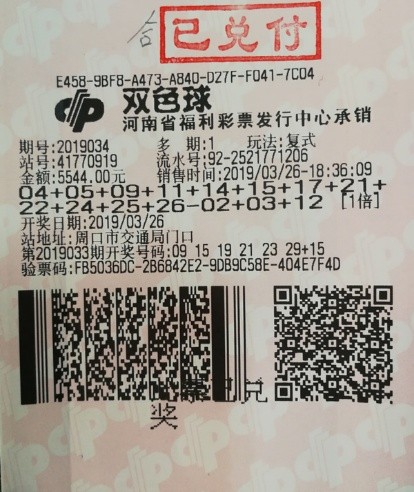 合
已兑付
E458-9BF8-A473-A840-D27F-F041-7C04
双色球
河南省福利彩票发行中心承销
期号:2019034 多 期:1 玩法:复式
站号:41770919 流水号:92-2521771206
金额:5544.00元 销售时间:2019/03/26-18:36:09
04+05+09+11+14+15+17+21+
22+24+25+26-02+03+12 [1倍]
开奖日期:2019/03/26
站地址:周口市交通局门口
第2019033期开奖号码:09 15 19 21 23 29+15
验票码:FB5036DC-2B6842E2-9DB9C58E-404E7F4D
已兑
奖